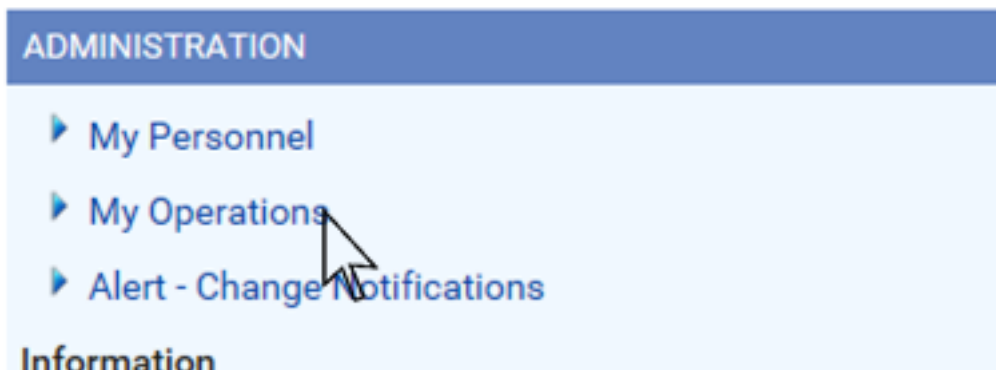 ADMINISTRATION
My Personnel
My Operations
Alert - Change Notifications
Information